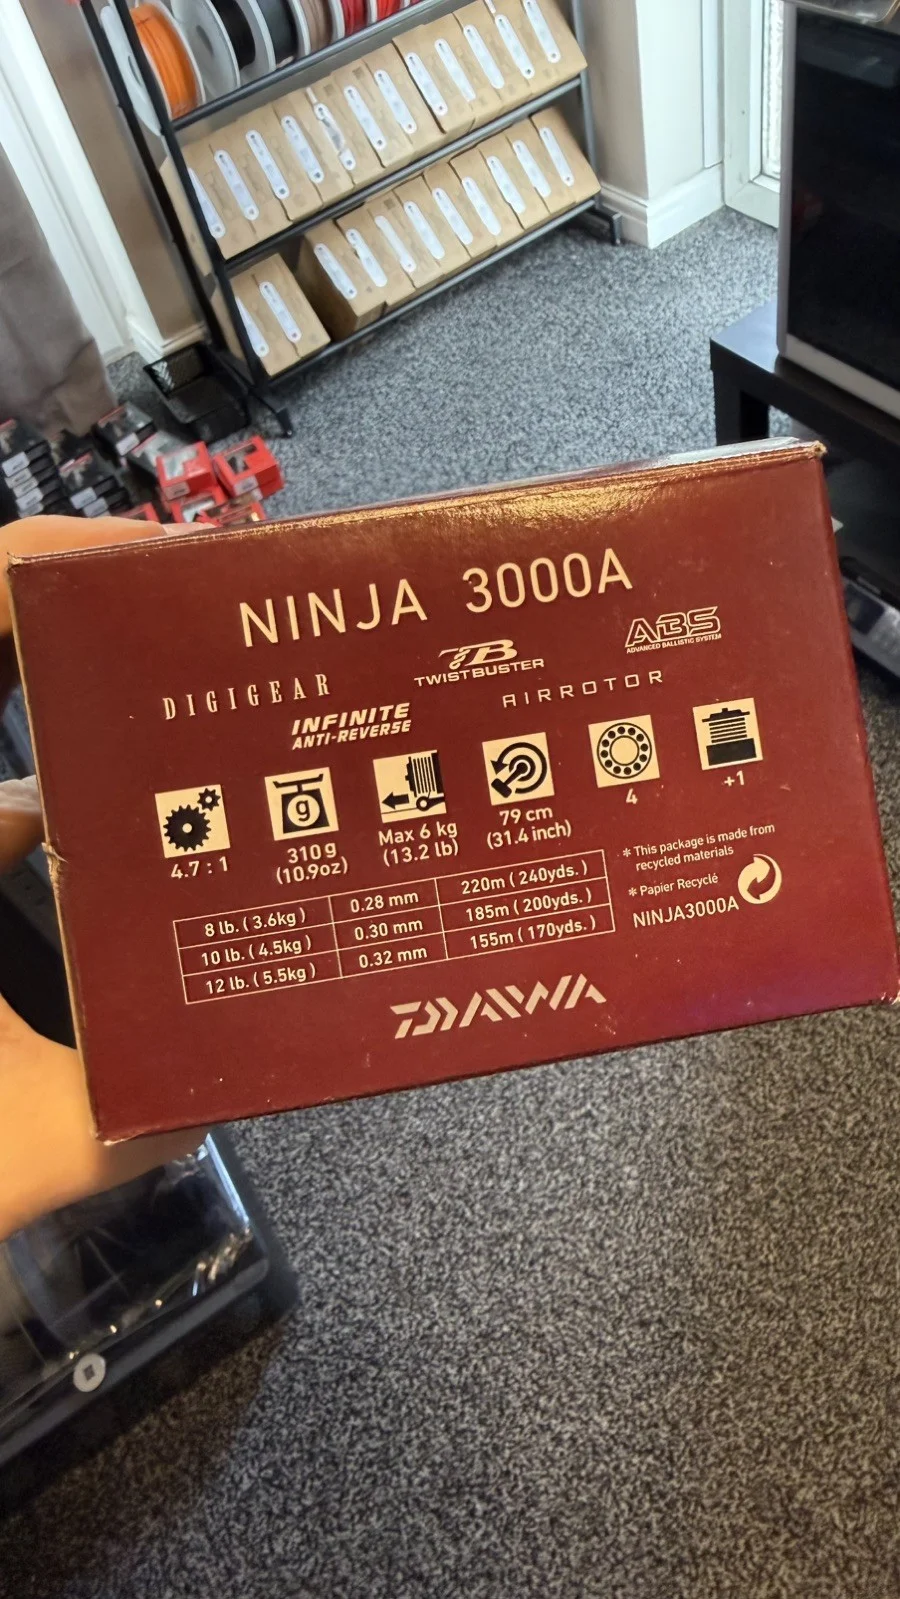 NINJA 3000A
DIGIGEAR
TB
TWISTBUSTER
ABS
ADVANCED BALLISTIC SYSTEM
INFINITE
ANTI-REVERSE
AIRROTOR
4.7 : 1
g
310g
(10.9oz)
Max 6 kg
(13.2 lb)
79 cm
(31.4 inch)
4
+1
8 lb. ( 3.6kg ) 0.28 mm 220m ( 240yds. )
10 lb. ( 4.5kg ) 0.30 mm 185m ( 200yds. )
12 lb. ( 5.5kg ) 0.32 mm 155m ( 170yds. )
* This package is made from
recycled materials
* Papier Recyclé
NINJA3000A
DAIWA